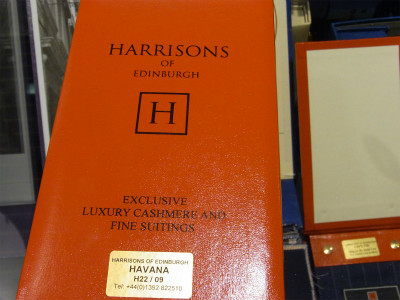 HARRISONS
OF
EDINBURGH
H
EXCLUSIVE
LUXURY CASHMERE AND
FINE SUITINGS
HARRISONS OF EDINBURGH
HAVANA
H22 / 09
Tel: +44(0)1392 822510